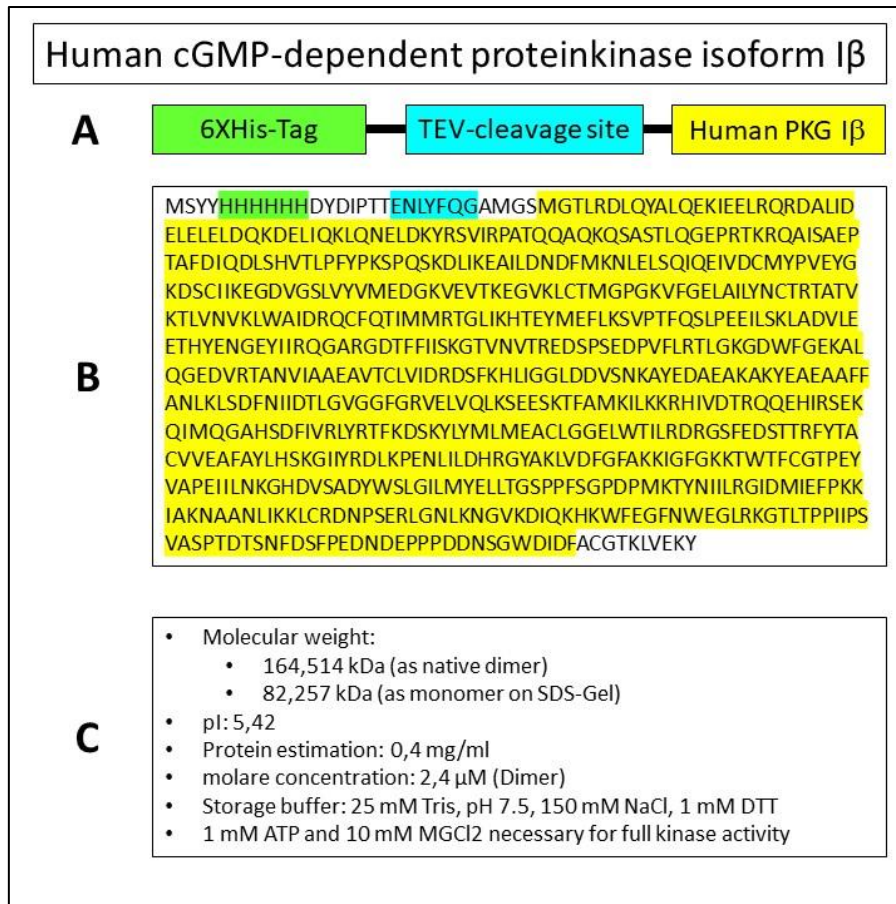 Human cGMP-dependent proteinkinase isoform Iβ
A
6XHis-Tag
TEV-cleavage site
Human PKG Iβ
B
MSYYHHHHHHDYDIPTTENLYFQGAMGSMGTLRDLQYALQEKIEELRQRDALID
ELELELDQKDELIQKLQNELDKYRSVIRPATQQAQKQSASTLQGEPRTKRQAISAEP
TAFDIQDLSHVTLPFYPKSPQSKDLIKEAILDNDFMKNLELSQIQEIVDCMYPVEYG
KDSCIIKEGDVGSLVYVMEDGKVEVTKEGVKLCTMGPGKVFGELAILYNCTRTATV
KTLVNVKLWAIDRQCFQTIMMRTGLIKHTEYMEFLKSVPTFQSLPEEILSKLADVLE
ETHYENGEYIIRQGARGDTFFIISKGTVNVTREDSPSEDPVFLRTLGKGDWFGEKAL
QGEDVRTANVIAAEAVTCLVIDRDSFKHLIGGLDDVSNKAYEDAEAKAKYEAEAAFF
ANLKLSDFNIIDTLGVGGFGRVELVQLKSEESKTFAMKILKKRHIVDTRQQEHIRSEK
QIMQGAHSDFIVRLYRTFKDSKYLYMLMEACLGGELWTILRDRGSFEDSTTRFYTA
CVVEAFAYLHSKGIIYRDLKPENLILDHRGYAKLVDFGFAKKIGFGKKTWTFCGTPEY
VAPEIILNKGHDVSADYWSLGILMYELLTGSPPFSGPDPMKTYNIILRGIDMIEFPKK
IAKNAANLIKKLCRDNPSERLGNLKNGVKDIQKHKWFEGFNWEGLRKGTLTPPIIPS
VASPTDTSNFDSFPEDNDEPPPDDNSGWDIDFACGTKLVEKY
C
• Molecular weight:
• 164,514 kDa (as native dimer)
• 82,257 kDa (as monomer on SDS-Gel)
• pI: 5,42
• Protein estimation: 0,4 mg/ml
• molare concentration: 2,4 µM (Dimer)
• Storage buffer: 25 mM Tris, pH 7.5, 150 mM NaCl, 1 mM DTT
• 1 mM ATP and 10 mM MGCl2 necessary for full kinase activity